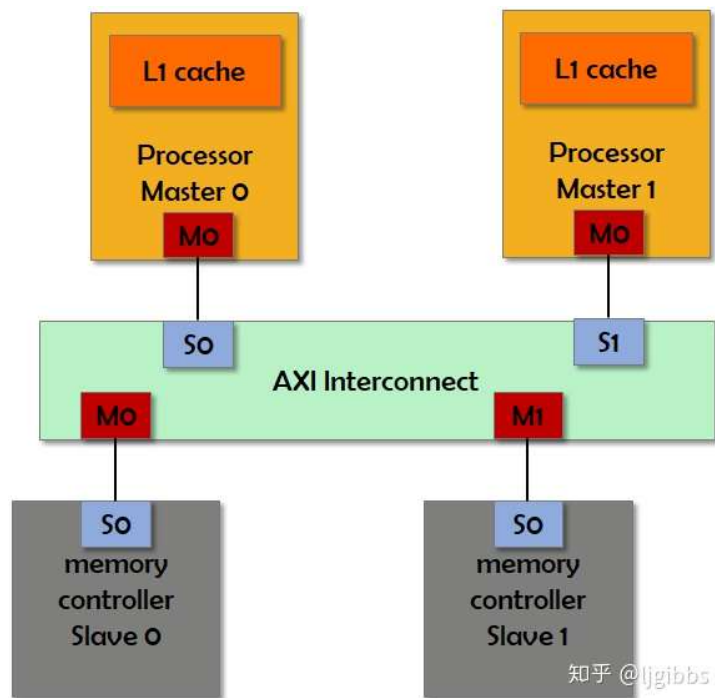 L1 cache
L1 cache
Processor
Master 0
Processor
Master 1
M0
M0
S0
S1
AXI Interconnect
M0
M1
S0
S0
memory
controller
Slave 0
memory
controller
Slave 1
知乎 @ljgibbs